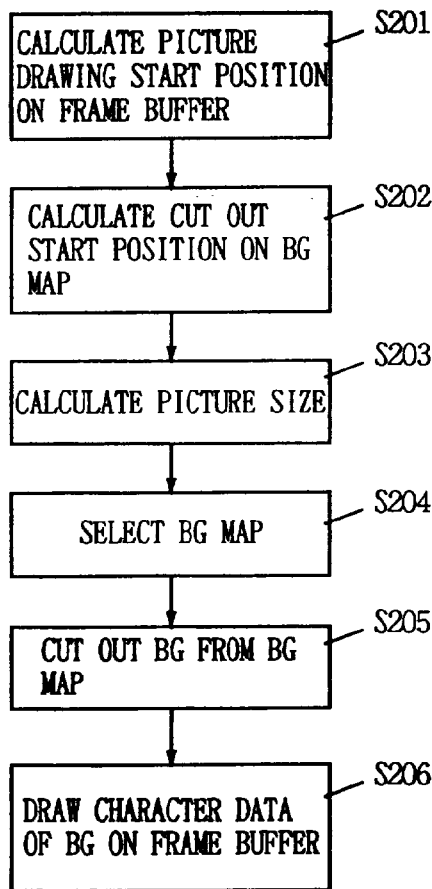 S201
CALCULATE PICTURE
DRAWING START POSITION
ON FRAME BUFFER
S202
CALCULATE CUT OUT
START POSITION ON BG
MAP
S203
CALCULATE PICTURE SIZE
S204
SELECT BG MAP
S205
CUT OUT BG FROM BG
MAP
S206
DRAW CHARACTER DATA
OF BG ON FRAME BUFFER